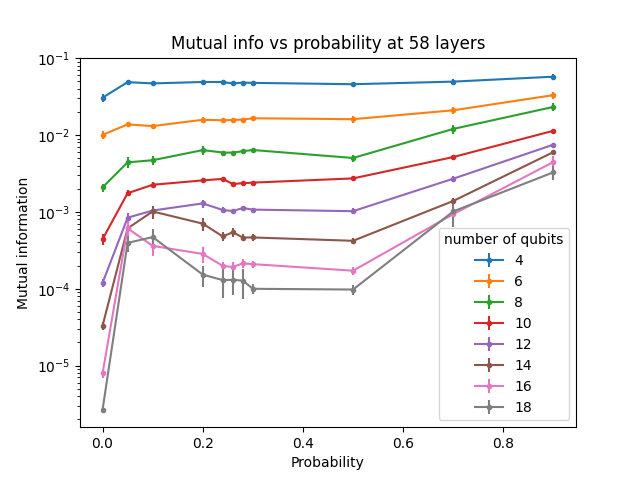 Mutual info vs probability at 58 layers
10⁻¹
10⁻²
10⁻³
10⁻⁴
10⁻⁵
Mutual information
0.0 0.2 0.4 0.6 0.8
Probability
number of qubits
4
6
8
10
12
14
16
18